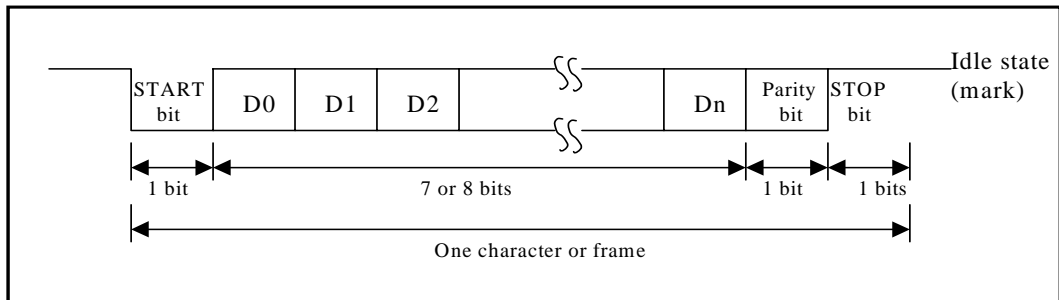 Idle state
(mark)
START
bit
D0
D1
D2
Dn
Parity
bit
STOP
bit
1 bit
7 or 8 bits
1 bit
1 bits
One character or frame